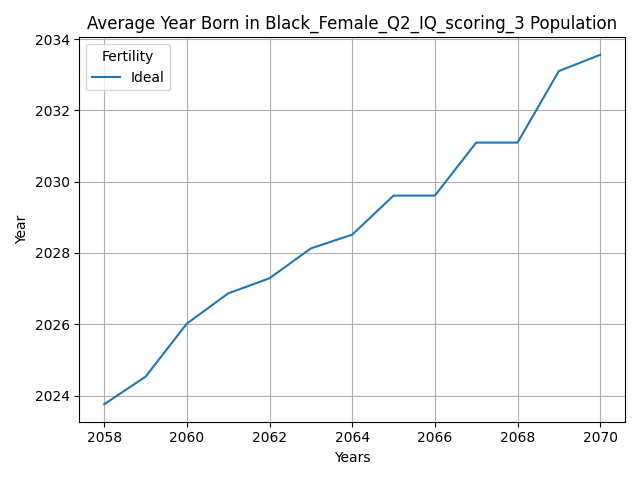 Average Year Born in Black_Female_Q2_IQ_scoring_3 Population
Fertility
Ideal
2034
2032
2030
2028
2026
2024
Year
2058 2060 2062 2064 2066 2068 2070
Years